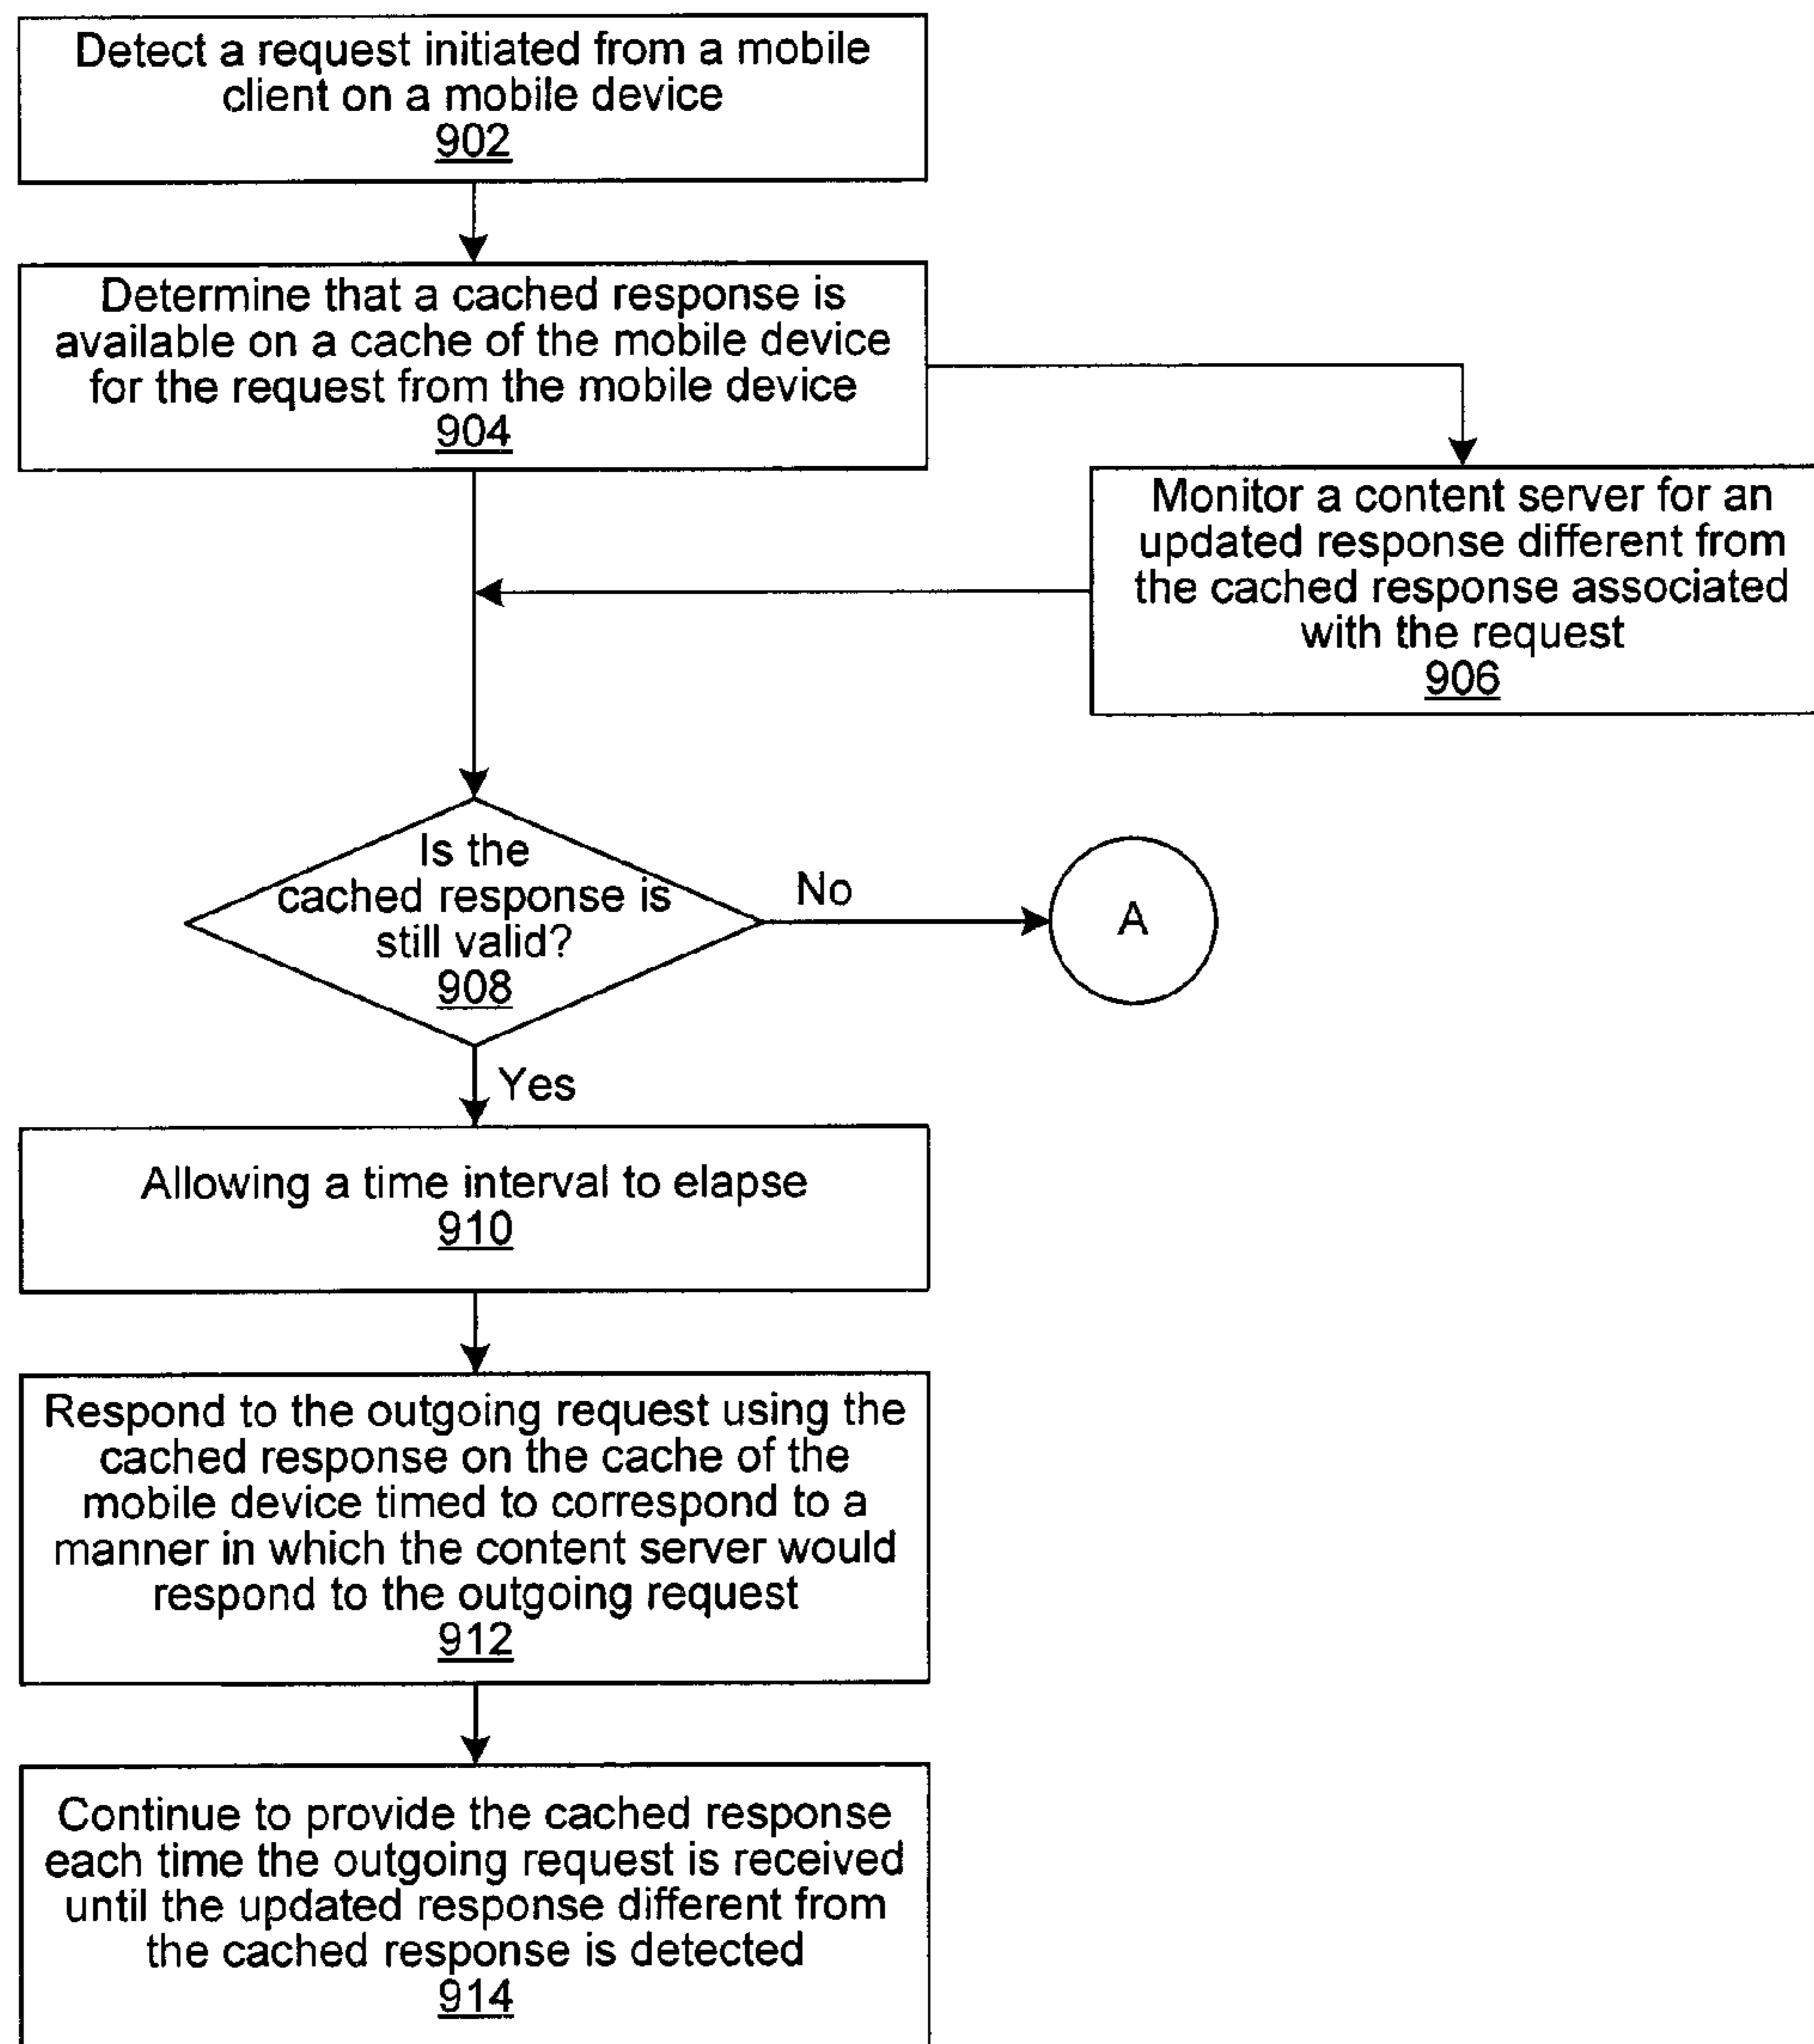 Detect a request initiated from a mobile
client on a mobile device
902
Determine that a cached response is
available on a cache of the mobile device
for the request from the mobile device
904
Monitor a content server for an
updated response different from
the cached response associated
with the request
906
Is the
cached response is
still valid?
908
No
A
Yes
Allowing a time interval to elapse
910
Respond to the outgoing request using the
cached response on the cache of the
mobile device timed to correspond to a
manner in which the content server would
respond to the outgoing request
912
Continue to provide the cached response
each time the outgoing request is received
until the updated response different from
the cached response is detected
914